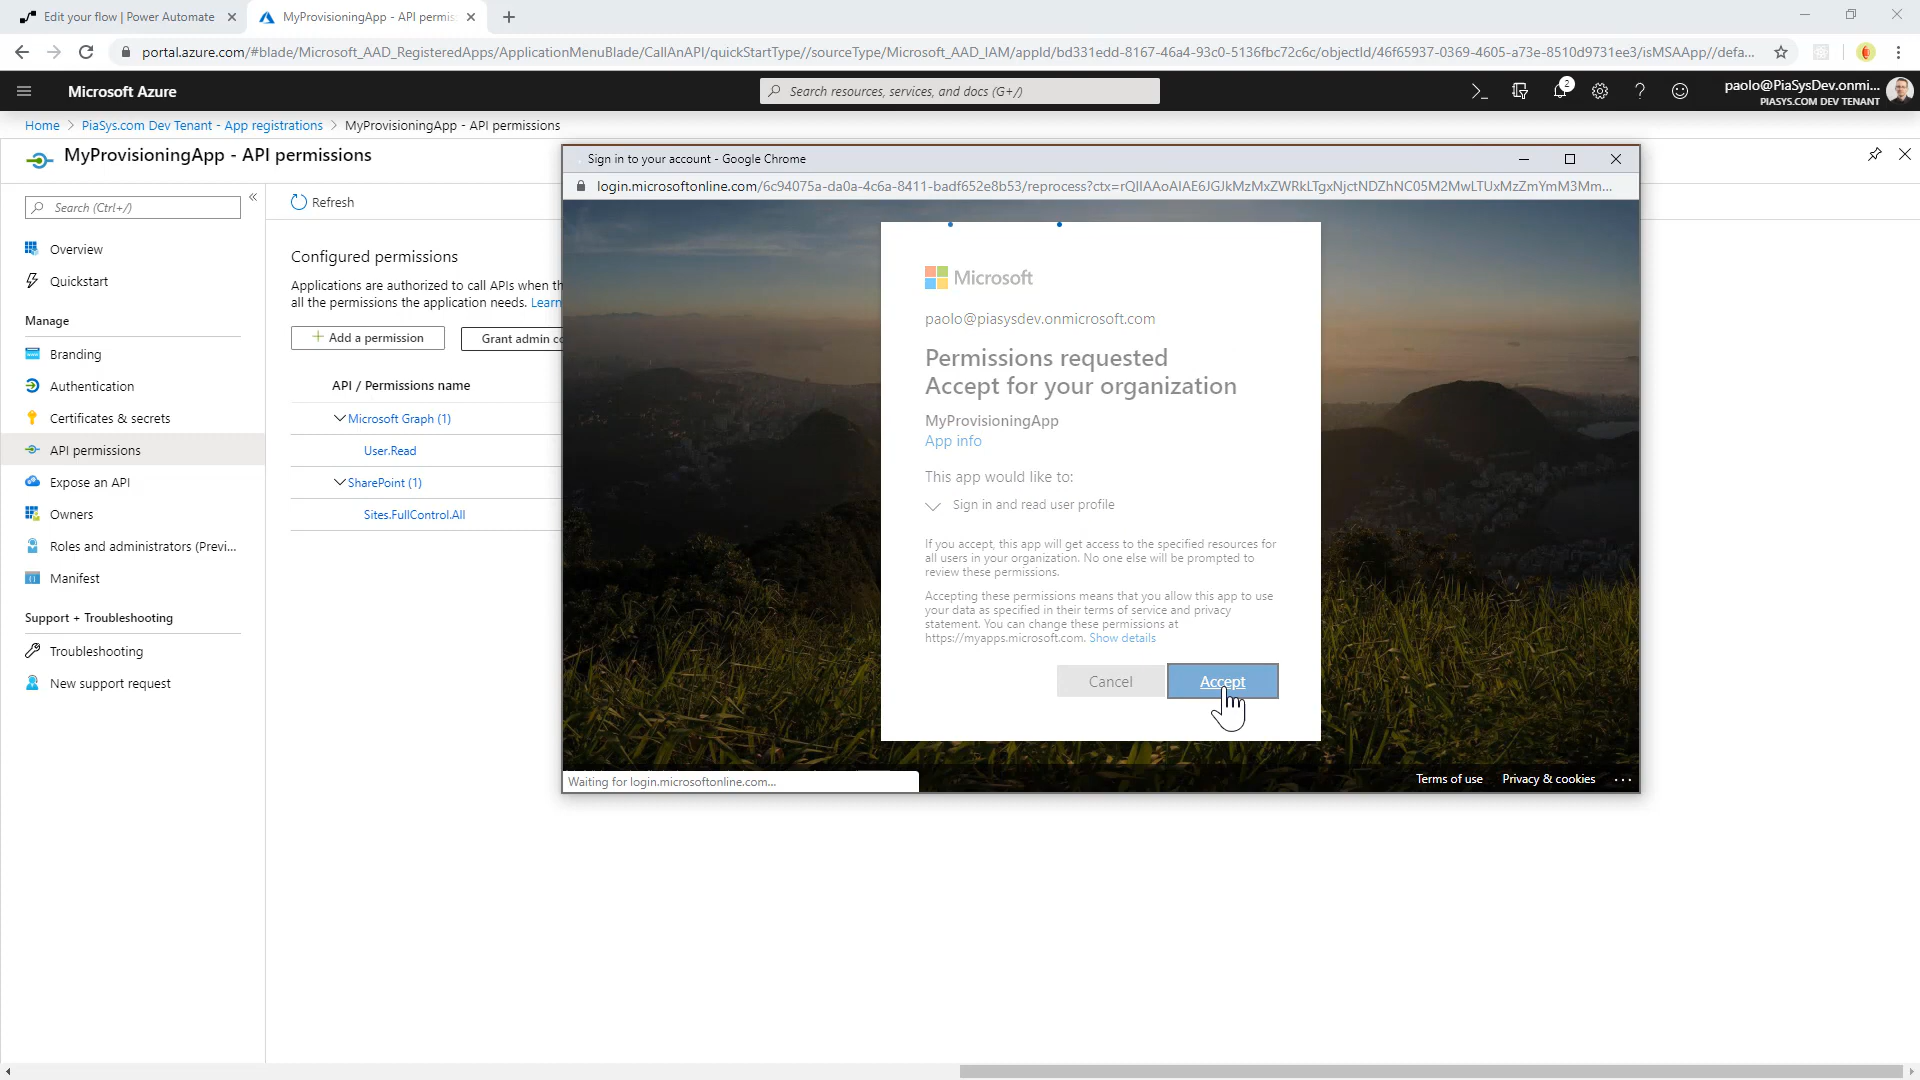 Edit your flow | Power Automate
MyProvisioningApp - API permis
portal.azure.com/#blade/Microsoft_AAD_RegisteredApps/ApplicationMenuBlade/CallAnAPI/quickStartType//sourceType/Microsoft_AAD_IAM/appId/bd331edd-8167-46a4-93c0-5136fbc72c6c/objectId/46f65937-0369-4605-a73e-8510d9731ee3/isMSAApp//defa...
Microsoft Azure
Search resources, services, and docs (G+/)
2
paolo@PiaSysDev.onmi...
PIASYS.COM DEV TENANT
Home > PiaSys.com Dev Tenant - App registrations > MyProvisioningApp - API permissions
MyProvisioningApp - API permissions
Search (Ctrl+/)
Overview
Quickstart
Manage
Branding
Authentication
Certificates & secrets
API permissions
Expose an API
Owners
Roles and administrators (Previ...
Manifest
Support + Troubleshooting
Troubleshooting
New support request
Refresh
Configured permissions
Applications are authorized to call APIs when th
all the permissions the application needs. Learn
+ Add a permission
Grant admin co
API / Permissions name
Microsoft Graph (1)
User.Read
SharePoint (1)
Sites.FullControl.All
Sign in to your account - Google Chrome
login.microsoftonline.com/6c94075a-da0a-4c6a-8411-badf652e8b53/reprocess?ctx=rQIIAAoAIAE6JGJkMzMxZWRkLTgxNjctNDZhNC05M2MwLTUxMzZmYmM3Mm...
Microsoft
paolo@piasysdev.onmicrosoft.com
Permissions requested
Accept for your organization
MyProvisioningApp
App info
This app would like to:
Sign in and read user profile
If you accept, this app will get access to the specified resources for
all users in your organization. No one else will be prompted to
review these permissions.
Accepting these permissions means that you allow this app to use
your data as specified in their terms of service and privacy
statement. You can change these permissions at
https://myapps.microsoft.com. Show details
Cancel
Accept
Waiting for login.microsoftonline.com...
Terms of use
Privacy & cookies
...